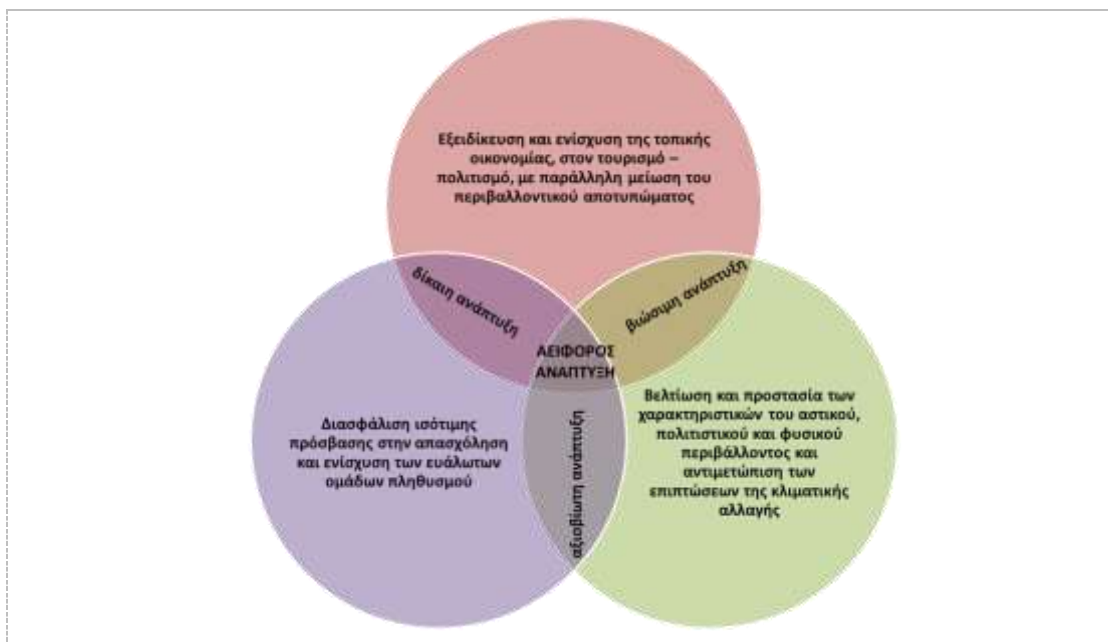 Εξειδίκευση και ενίσχυση της τοπικής
οικονομίας, στον τουρισμό –
πολιτισμό, με παράλληλη μείωση του
περιβαλλοντικού αποτυπώματος
δίκαιη ανάπτυξη
βιώσιμη ανάπτυξη
ΑΕΙΦΟΡΟΣ
ΑΝΑΠΤΥΞΗ
Διασφάλιση ισότιμης
πρόσβασης στην απασχόληση
και ενίσχυση των ευάλωτων
ομάδων πληθυσμού
αξιοβίωτη ανάπτυξη
Βελτίωση και προστασία των
χαρακτηριστικών του αστικού,
πολιτιστικού και φυσικού
περιβάλλοντος και
αντιμετώπιση των
επιπτώσεων της κλιματικής
αλλαγής